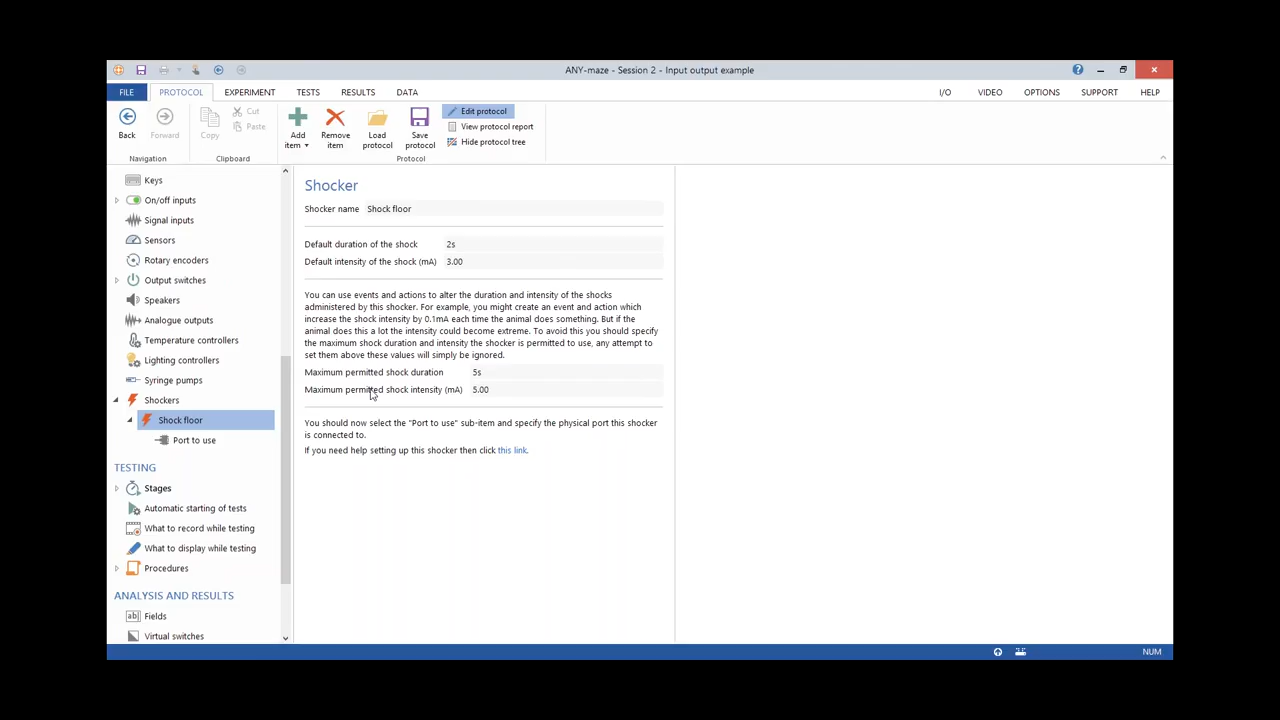 ANY-maze - Session 2 - Input output example
FILE PROTOCOL EXPERIMENT TESTS RESULTS DATA I/O VIDEO OPTIONS SUPPORT HELP
Back
Forward
Navigation
Copy
Cut
Paste
Clipboard
Add item
Remove item
Load protocol
Save protocol
Edit protocol
View protocol report
Hide protocol tree
Protocol
Keys
On/off inputs
Signal inputs
Sensors
Rotary encoders
Output switches
Speakers
Analogue outputs
Temperature controllers
Lighting controllers
Syringe pumps
Shockers
Shock floor
Port to use
TESTING
Stages
Automatic starting of tests
What to record while testing
What to display while testing
Procedures
ANALYSIS AND RESULTS
Fields
Virtual switches
Shocker
Shocker name Shock floor
Default duration of the shock 2s
Default intensity of the shock (mA) 3.00
You can use events and actions to alter the duration and intensity of the shocks
administered by this shocker. For example, you might create an event and action which
increase the shock intensity by 0.1mA each time the animal does something. But if the
animal does this a lot the intensity could become extreme. To avoid this you should specify
the maximum shock duration and intensity the shocker is permitted to use, any attempt to
set them above these values will simply be ignored.
Maximum permitted shock duration 5s
Maximum permitted shock intensity (mA) 5.00
You should now select the "Port to use" sub-item and specify the physical port this shocker
is connected to.
If you need help setting up this shocker then click this link.
NUM